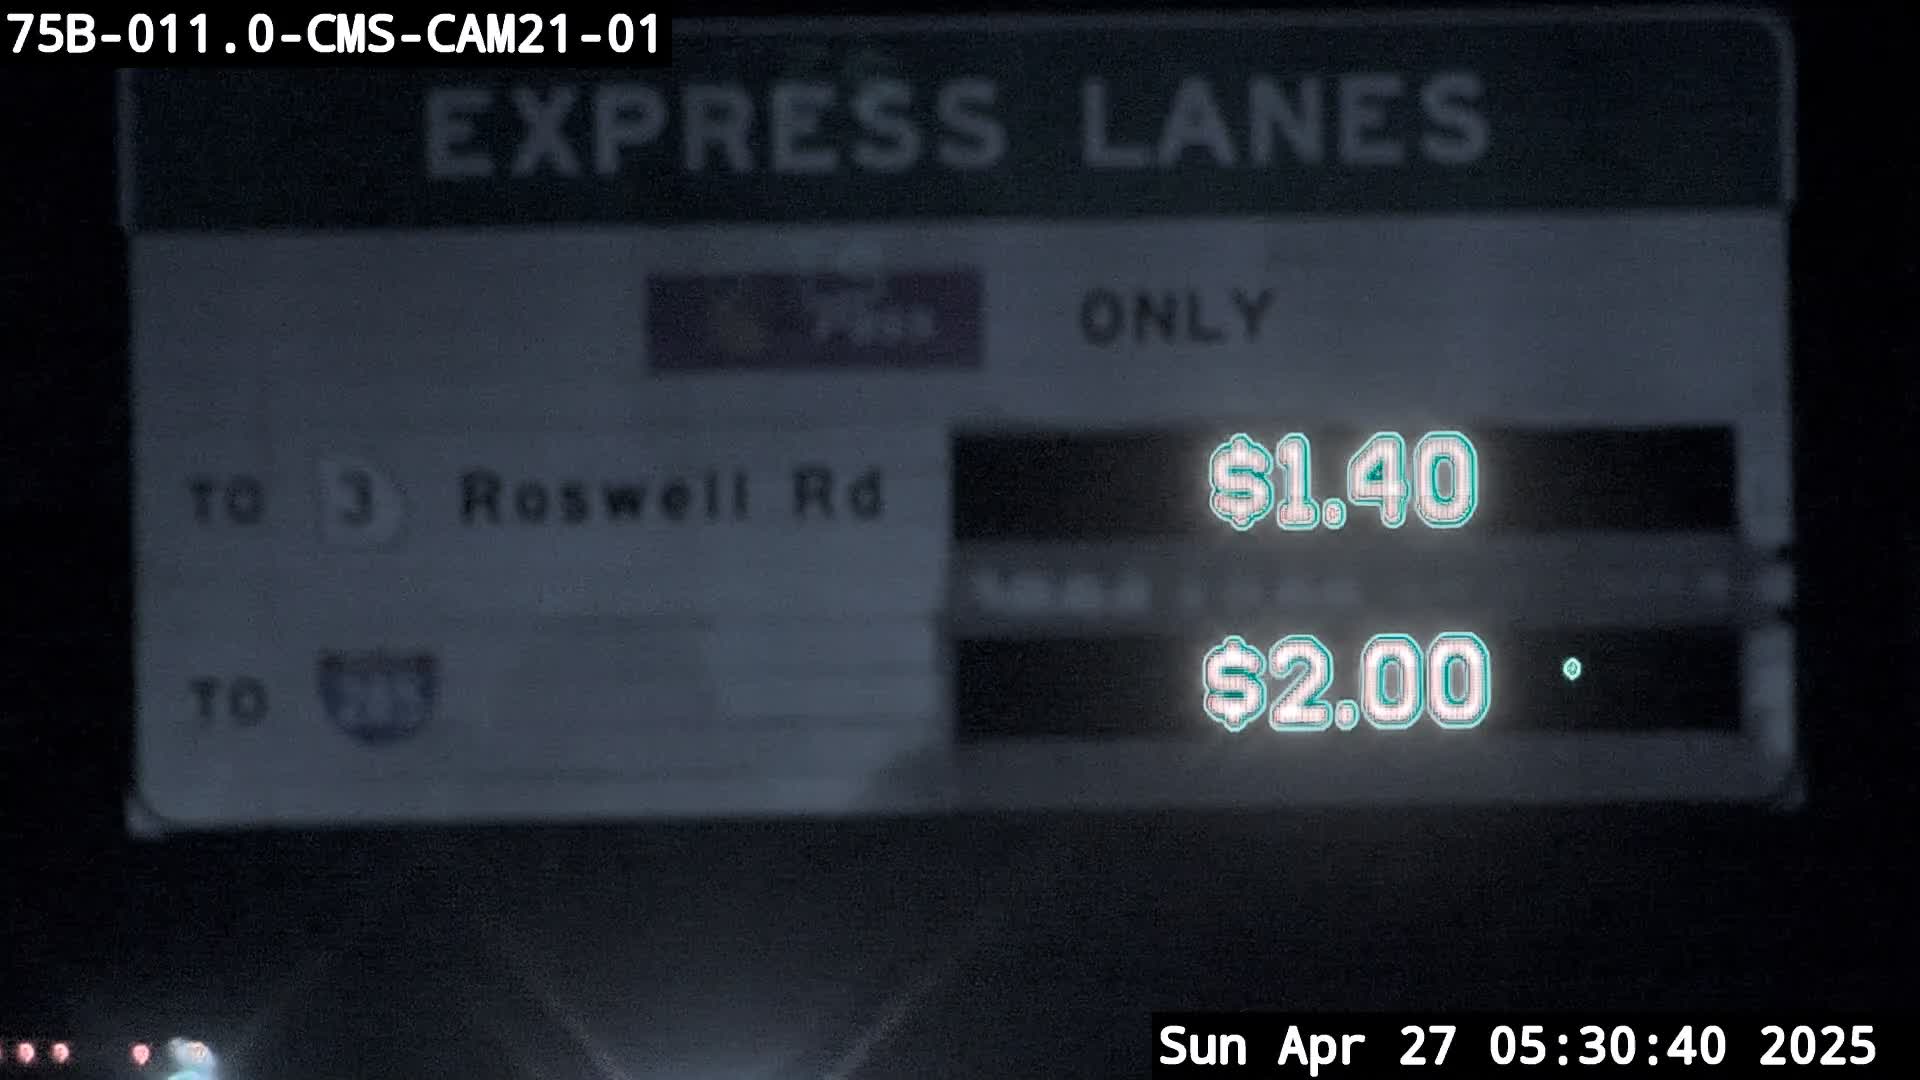 75B-011.0-CMS-CAM21-01
EXPRESS LANES
Pass ONLY
TO 3 Roswell Rd $1.40
TO $2.00
Sun Apr 27 05:30:40 2025